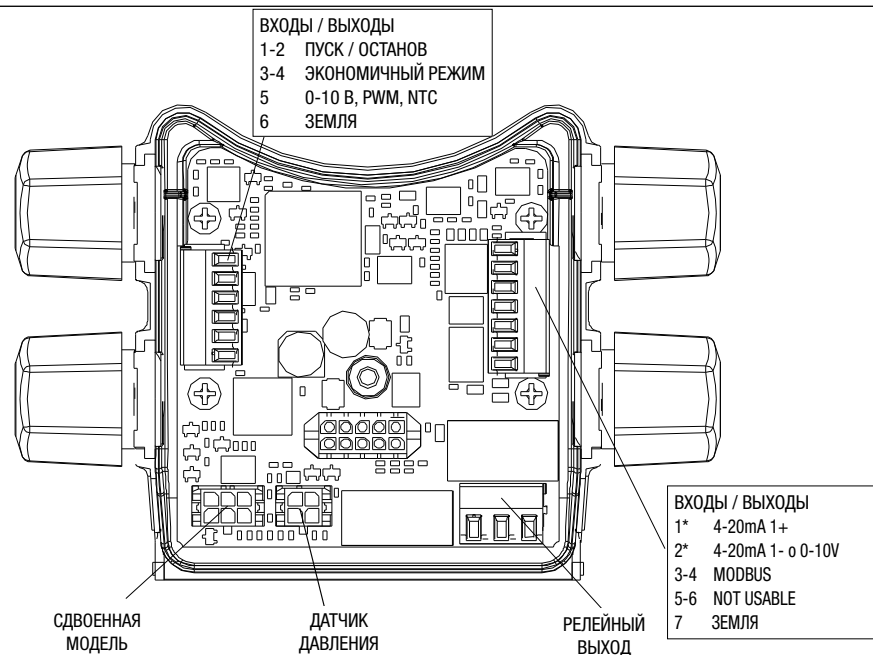 ВХОДЫ / ВЫХОДЫ
1-2 ПУСК / ОСТАНОВ
3-4 ЭКОНОМИЧНЫЙ РЕЖИМ
5 0-10 В, PWM, NTC
6 ЗЕМЛЯ
ВХОДЫ / ВЫХОДЫ
1* 4-20mA 1+
2* 4-20mA 1- o 0-10V
3-4 MODBUS
5-6 NOT USABLE
7 ЗЕМЛЯ
СДВОЕННАЯ
МОДЕЛЬ
ДАТЧИК
ДАВЛЕНИЯ
РЕЛЕЙНЫЙ
ВЫХОД